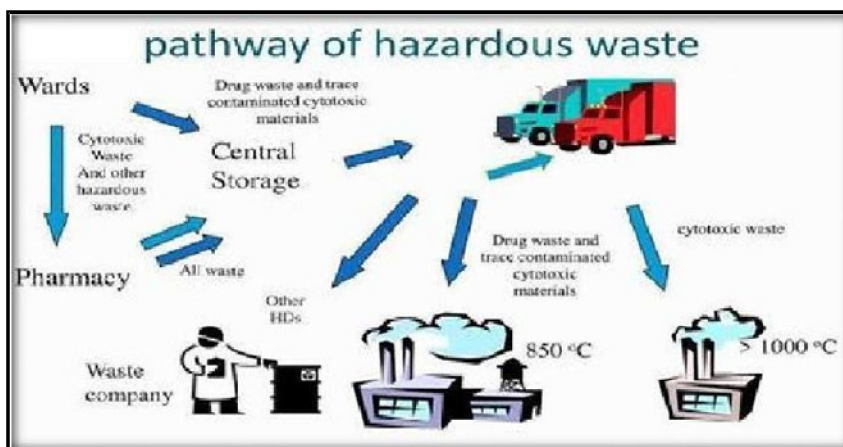 pathway of hazardous waste
Wards
Drug waste and trace
contaminated cytotoxic
materials
Cytotoxic
Waste
And other
hazardous
waste.
Central
Storage
Pharmacy
All waste
Drug waste and
trace contaminated
cytotoxic
materials
cytotoxic waste
Other
HDs
Waste
company
850 °C
> 1000 °C